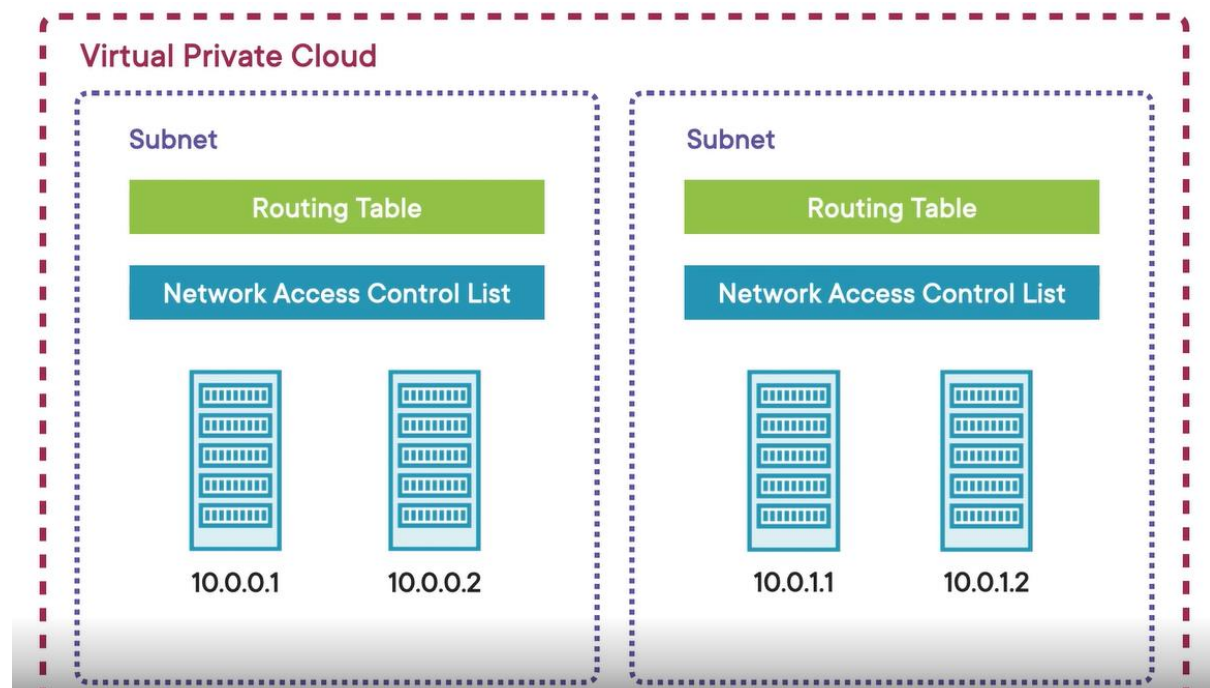 Virtual Private Cloud
Subnet
Routing Table
Network Access Control List
10.0.0.1
10.0.0.2
Subnet
Routing Table
Network Access Control List
10.0.1.1
10.0.1.2